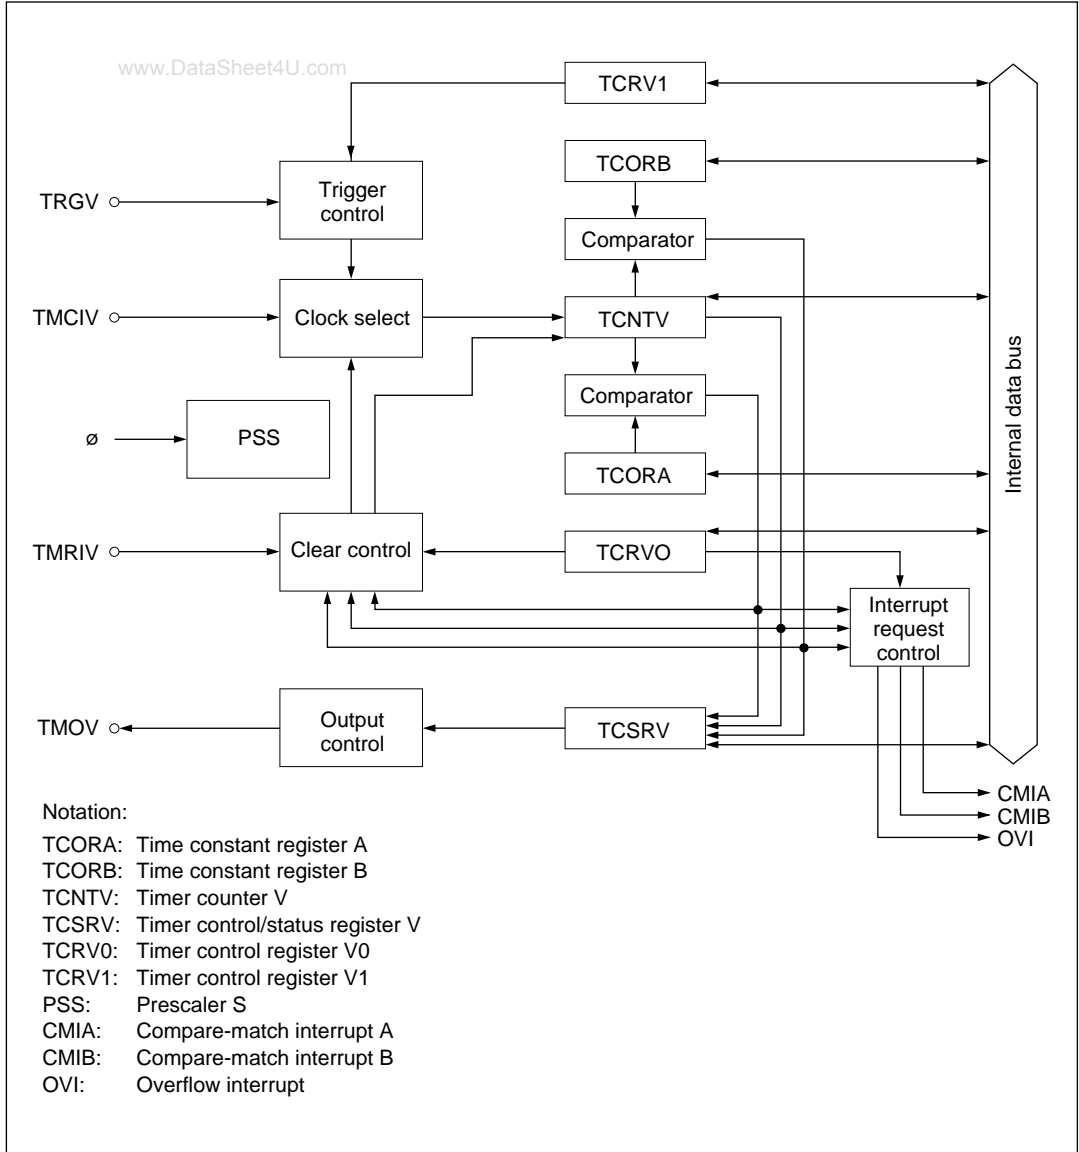 www.DataSheet4U.com
TCRV1
TCORB
TRGV
Trigger
control
Comparator
TMCIV
Clock select
TCNTV
Internal data bus
Comparator
ø
PSS
TCORA
TMRIV
Clear control
TCRVO
Interrupt
request
control
TMOV
Output
control
TCSRV
CMIA
CMIB
OVI
Notation:
TCORA: Time constant register A
TCORB: Time constant register B
TCNTV: Timer counter V
TCSRV: Timer control/status register V
TCRV0: Timer control register V0
TCRV1: Timer control register V1
PSS: Prescaler S
CMIA: Compare-match interrupt A
CMIB: Compare-match interrupt B
OVI: Overflow interrupt